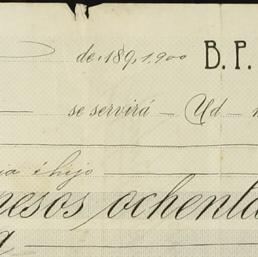 de 189, 1900 B. P.
se servirá Ud
é hijo
pesos ochenta